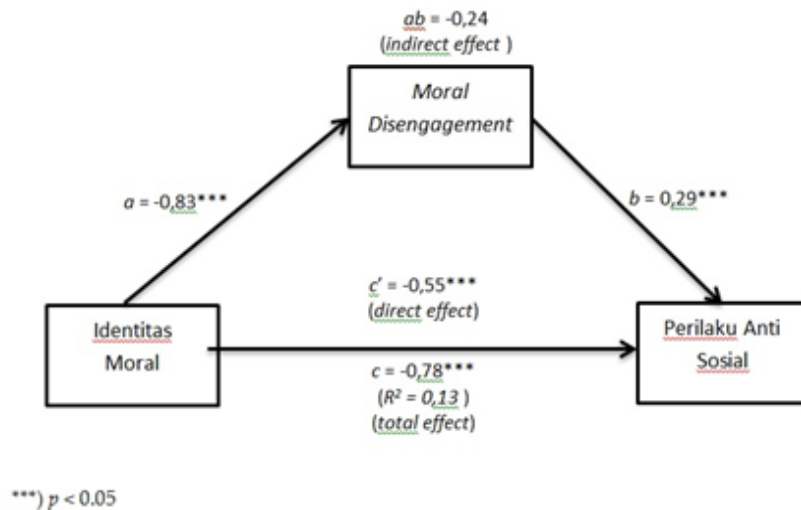 ab = -0,24
(indirect effect )
Moral
Disengagement
a = -0,83***
b = 0,29***
c' = -0,55***
(direct effect)
Identitas
Moral
Perilaku Anti
Sosial
c = -0,78***
(R² = 0,13 )
(total effect)
***) p < 0.05